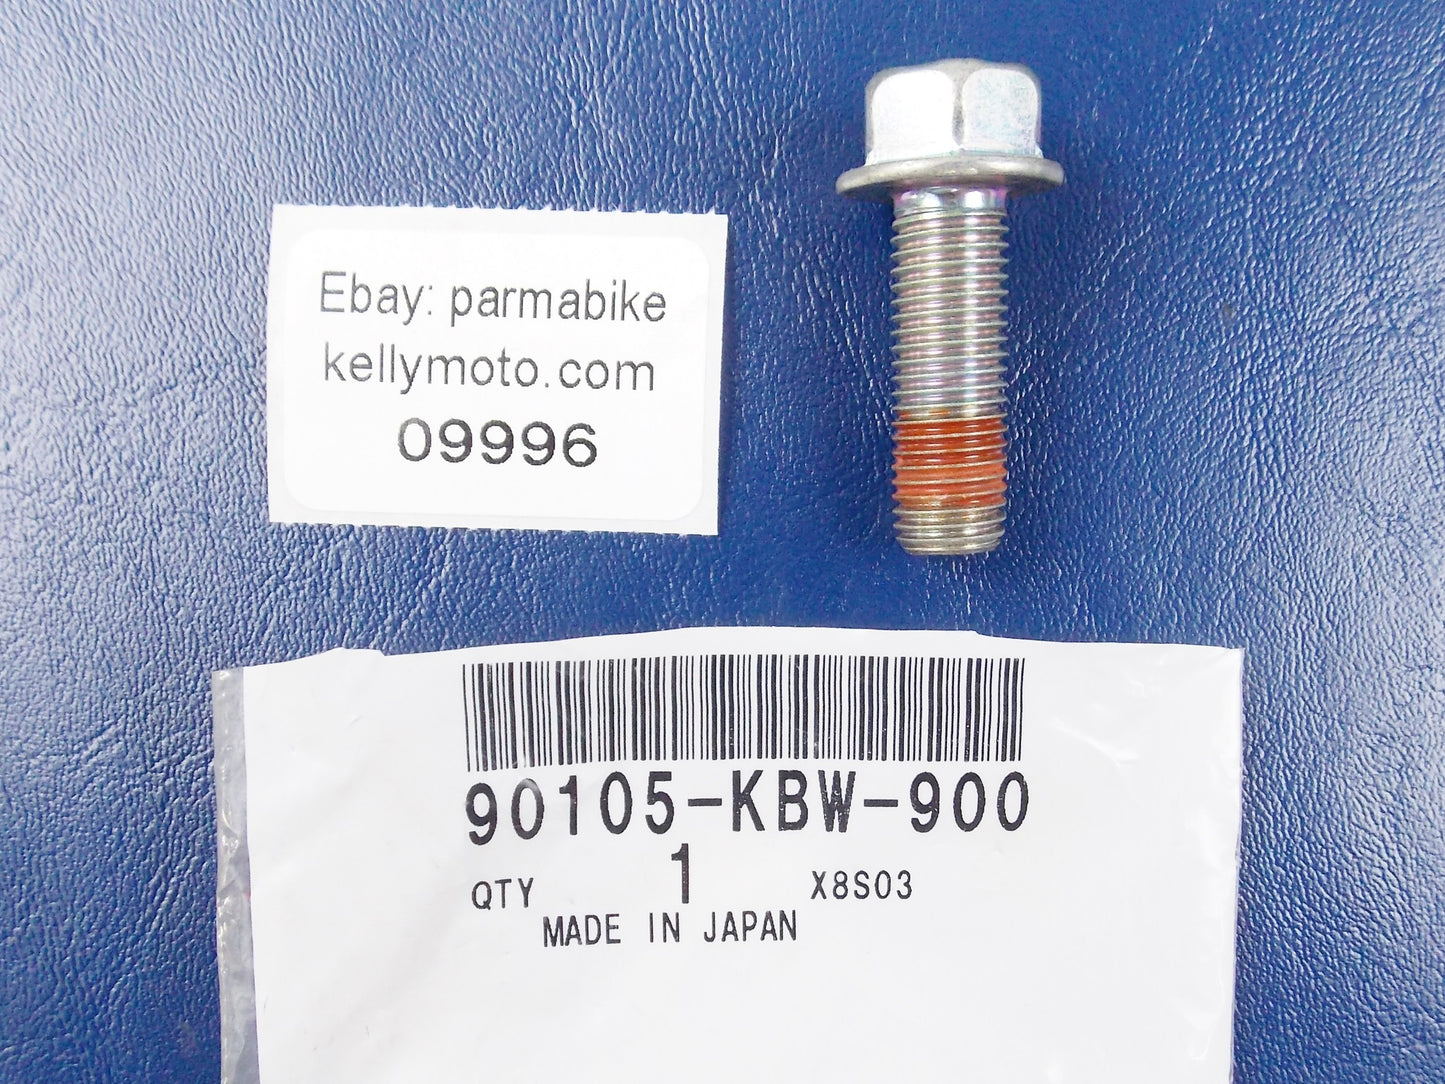 Ebay: parmabike
kellymoto.com
09996
90105-KBW-900
QTY 1 X8S03
MADE IN JAPAN